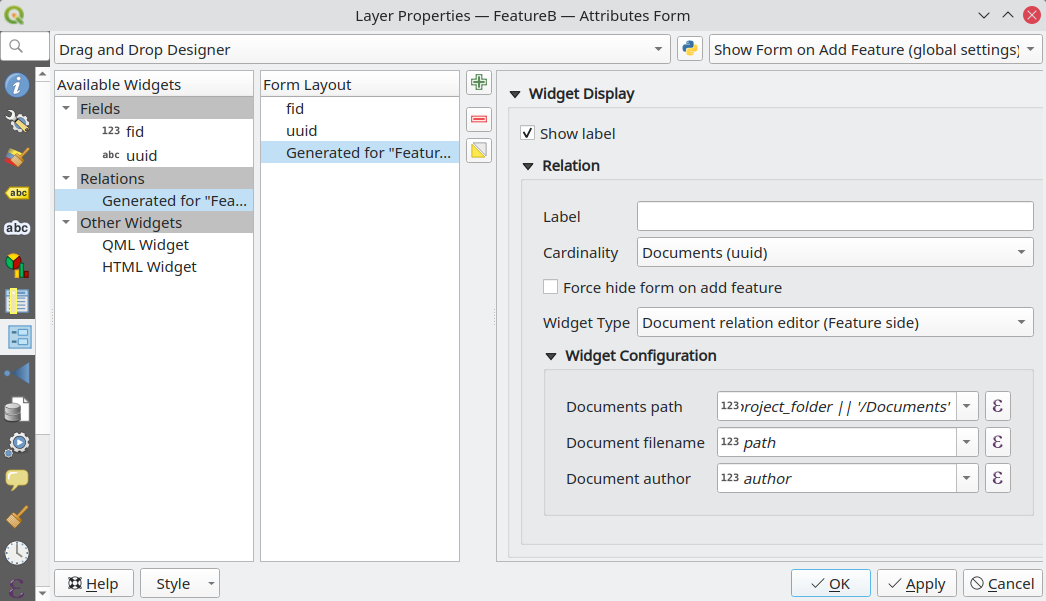 Layer Properties — FeatureB — Attributes Form
Drag and Drop Designer
Show Form on Add Feature (global settings)
Available Widgets
Fields
123 fid
abc uuid
Relations
Generated for "Fea...
Other Widgets
QML Widget
HTML Widget
Form Layout
fid
uuid
Generated for "Featur...
Widget Display
Show label
Relation
Label
Cardinality
Documents (uuid)
Force hide form on add feature
Widget Type
Document relation editor (Feature side)
Widget Configuration
Documents path
123 roject_folder || '/Documents'
ε
Document filename
123 path
ε
Document author
123 author
ε
abc
abc
Help
Style
OK
Apply
Cancel